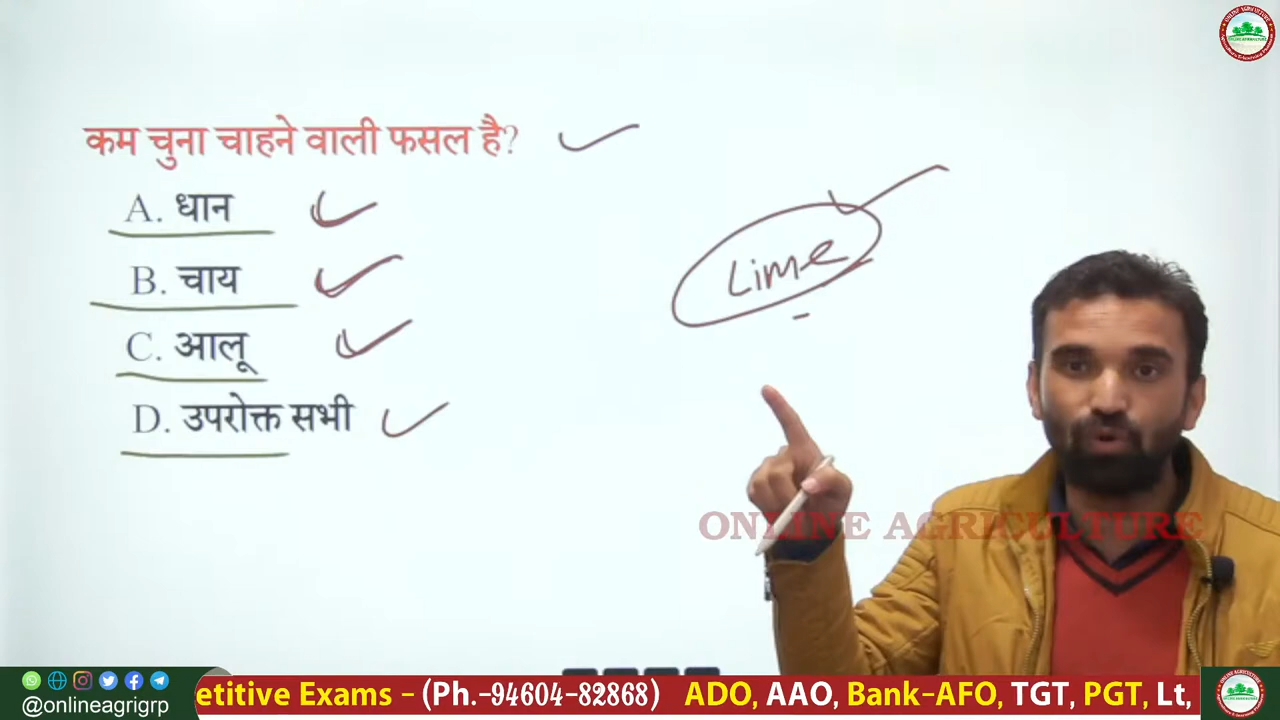 कम चुना चाहने वाली फसल है?
A. धान
B. चाय
C. आलू
D. उपरोक्त सभी
Lime
ONLINE AGRICULTURE
@onlineagrigrp
etitive Exams - (Ph.-94604-82868) ADO, AAO, Bank-AFO, TGT, PGT, Lt,